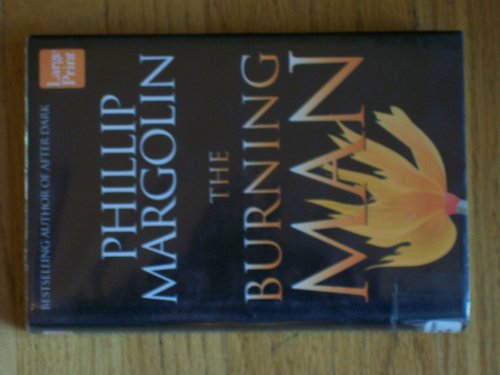 Large
Print
BESTSELLING AUTHOR OF AFTER DARK
PHILLIP
MARGOLIN
THE
BURNING
MAN